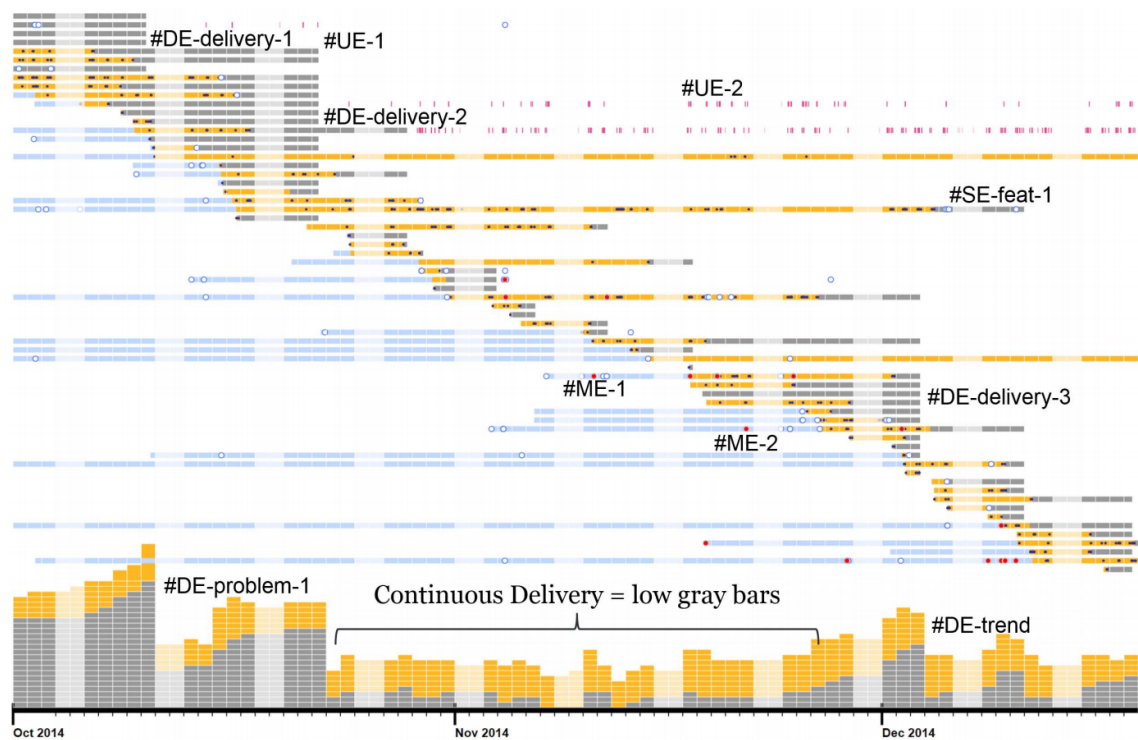 #DE-delivery-1
#UE-1
#UE-2
#DE-delivery-2
#SE-feat-1
#ME-1
#DE-delivery-3
#ME-2
#DE-problem-1
Continuous Delivery = low gray bars
#DE-trend
Oct 2014
Nov 2014
Dec 2014